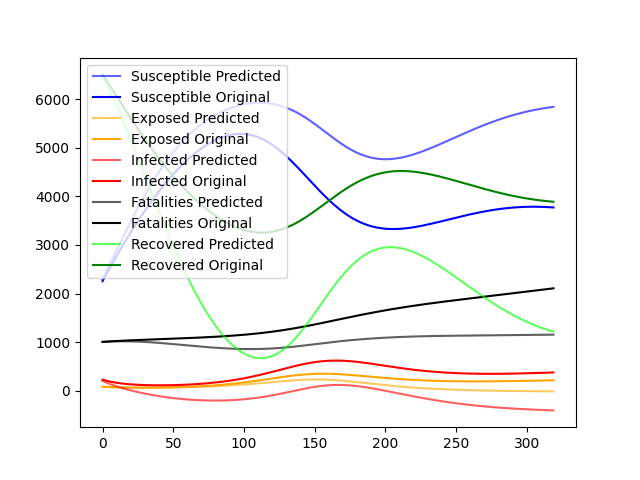 6000
5000
4000
3000
2000
1000
0
Susceptible Predicted
Susceptible Original
Exposed Predicted
Exposed Original
Infected Predicted
Infected Original
Fatalities Predicted
Fatalities Original
Recovered Predicted
Recovered Original
0 50 100 150 200 250 300